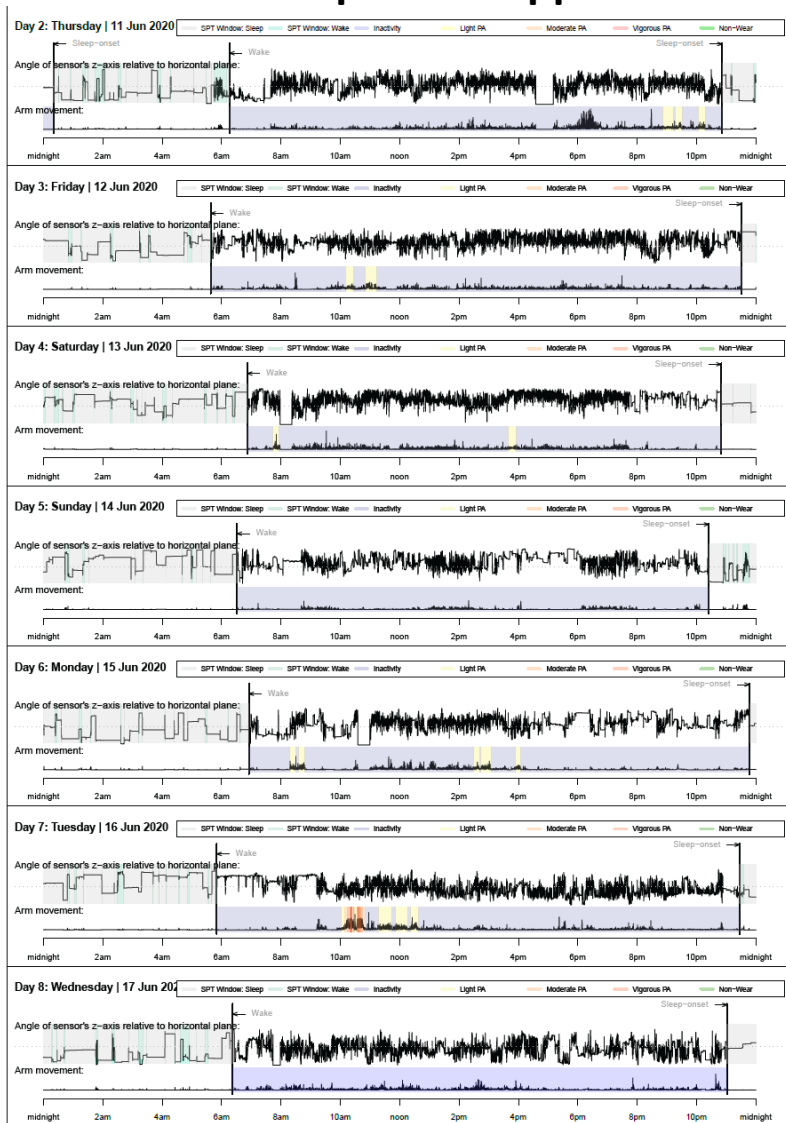 Day 2: Thursday | 11 Jun 2020 SPT Window: Sleep SPT Window: Wake Inactivity Light PA Moderate PA Vigorous PA Non-Wear
Sleep-onset Wake Sleep-onset
Angle of sensor's z-axis relative to horizontal plane:
Arm movement:
midnight 2am 4am 6am 8am 10am noon 2pm 4pm 6pm 8pm 10pm midnight
Day 3: Friday | 12 Jun 2020 SPT Window: Sleep SPT Window: Wake Inactivity Light PA Moderate PA Vigorous PA Non-Wear
Wake Sleep-onset
Angle of sensor's z-axis relative to horizontal plane:
Arm movement:
midnight 2am 4am 6am 8am 10am noon 2pm 4pm 6pm 8pm 10pm midnight
Day 4: Saturday | 13 Jun 2020 SPT Window: Sleep SPT Window: Wake Inactivity Light PA Moderate PA Vigorous PA Non-Wear
Wake Sleep-onset
Angle of sensor's z-axis relative to horizontal plane:
Arm movement:
midnight 2am 4am 6am 8am 10am noon 2pm 4pm 6pm 8pm 10pm midnight
Day 5: Sunday | 14 Jun 2020 SPT Window: Sleep SPT Window: Wake Inactivity Light PA Moderate PA Vigorous PA Non-Wear
Wake Sleep-onset
Angle of sensor's z-axis relative to horizontal plane:
Arm movement:
midnight 2am 4am 6am 8am 10am noon 2pm 4pm 6pm 8pm 10pm midnight
Day 6: Monday | 15 Jun 2020 SPT Window: Sleep SPT Window: Wake Inactivity Light PA Moderate PA Vigorous PA Non-Wear
Wake Sleep-onset
Angle of sensor's z-axis relative to horizontal plane:
Arm movement:
midnight 2am 4am 6am 8am 10am noon 2pm 4pm 6pm 8pm 10pm midnight
Day 7: Tuesday | 16 Jun 2020 SPT Window: Sleep SPT Window: Wake Inactivity Light PA Moderate PA Vigorous PA Non-Wear
Wake Sleep-onset
Angle of sensor's z-axis relative to horizontal plane:
Arm movement:
midnight 2am 4am 6am 8am 10am noon 2pm 4pm 6pm 8pm 10pm midnight
Day 8: Wednesday | 17 Jun 202 SPT Window: Sleep SPT Window: Wake Inactivity Light PA Moderate PA Vigorous PA Non-Wear
Wake Sleep-onset
Angle of sensor's z-axis relative to horizontal plane:
Arm movement:
midnight 2am 4am 6am 8am 10am noon 2pm 4pm 6pm 8pm 10pm midnight